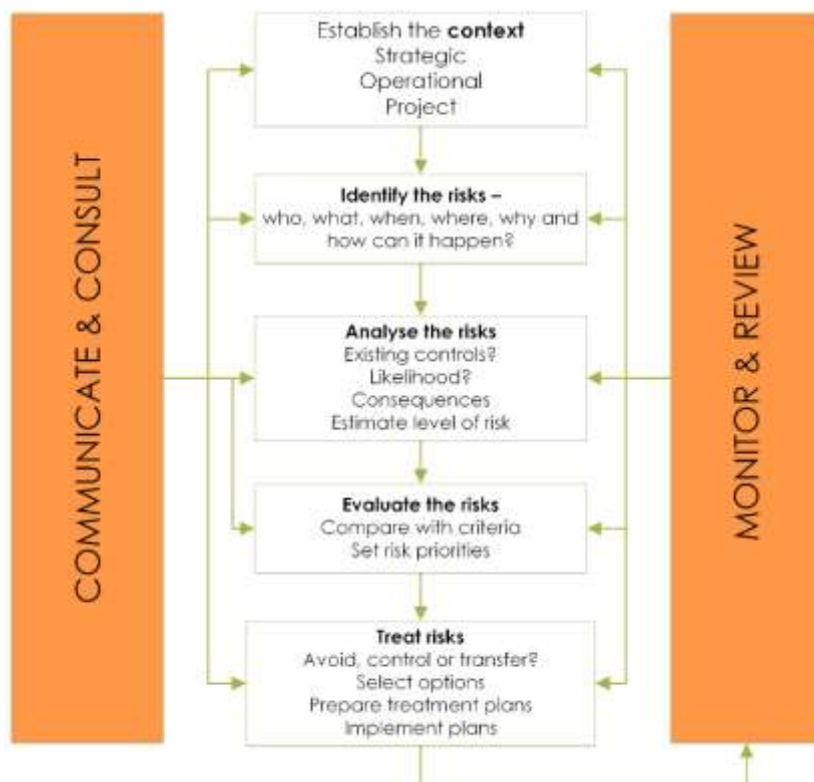 COMMUNICATE & CONSULT
Establish the context
Strategic
Operational
Project
Identify the risks –
who, what, when, where, why and
how can it happen?
Analyse the risks
Existing controls?
Likelihood?
Consequences
Estimate level of risk
Evaluate the risks
Compare with criteria
Set risk priorities
Treat risks
Avoid, control or transfer?
Select options
Prepare treatment plans
Implement plans
MONITOR & REVIEW